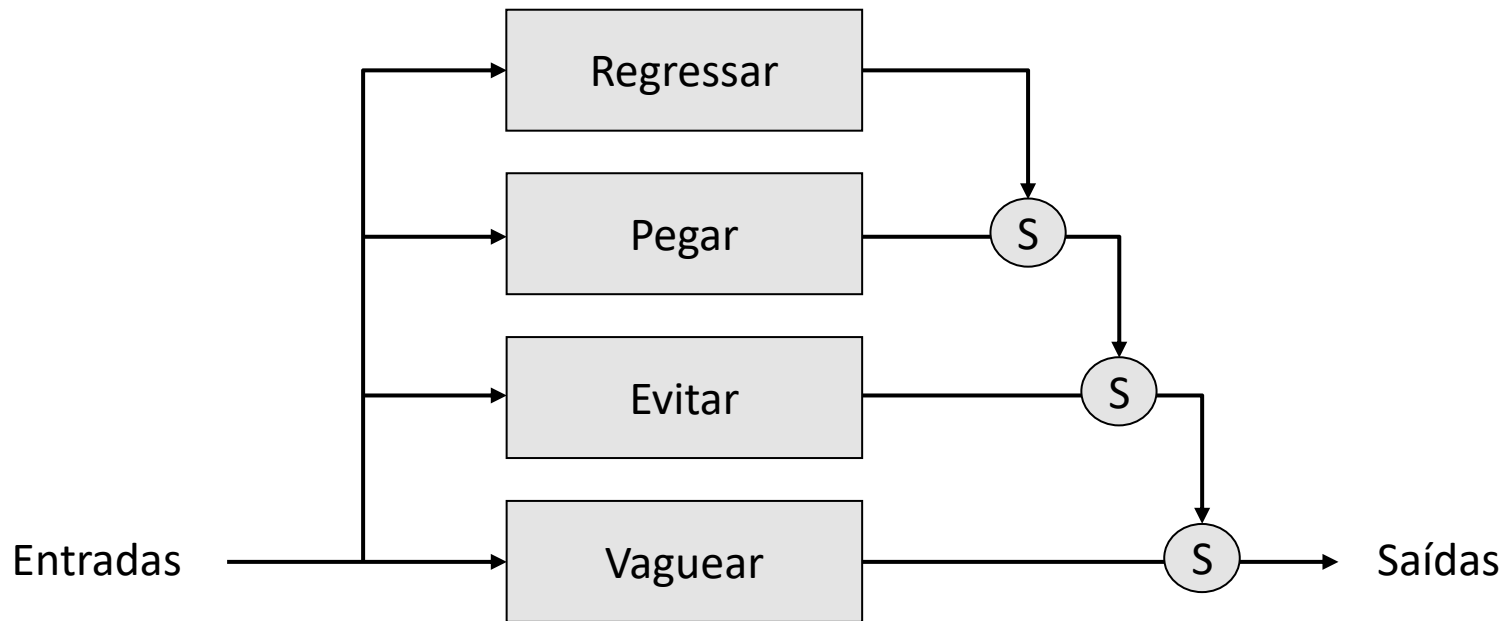 Regressar
Pegar
S
Evitar
S
Entradas
Vaguear
S
Saídas